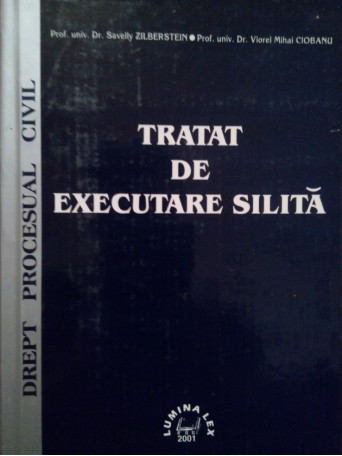 Prof. univ. Dr. Savelly ZILBERSTEIN ● Prof. univ. Dr. Viorel Mihai CIOBANU
TRATAT
DE
EXECUTARE SILITĂ
DREPT PROCESUAL CIVIL
LUMINA LEX
2001